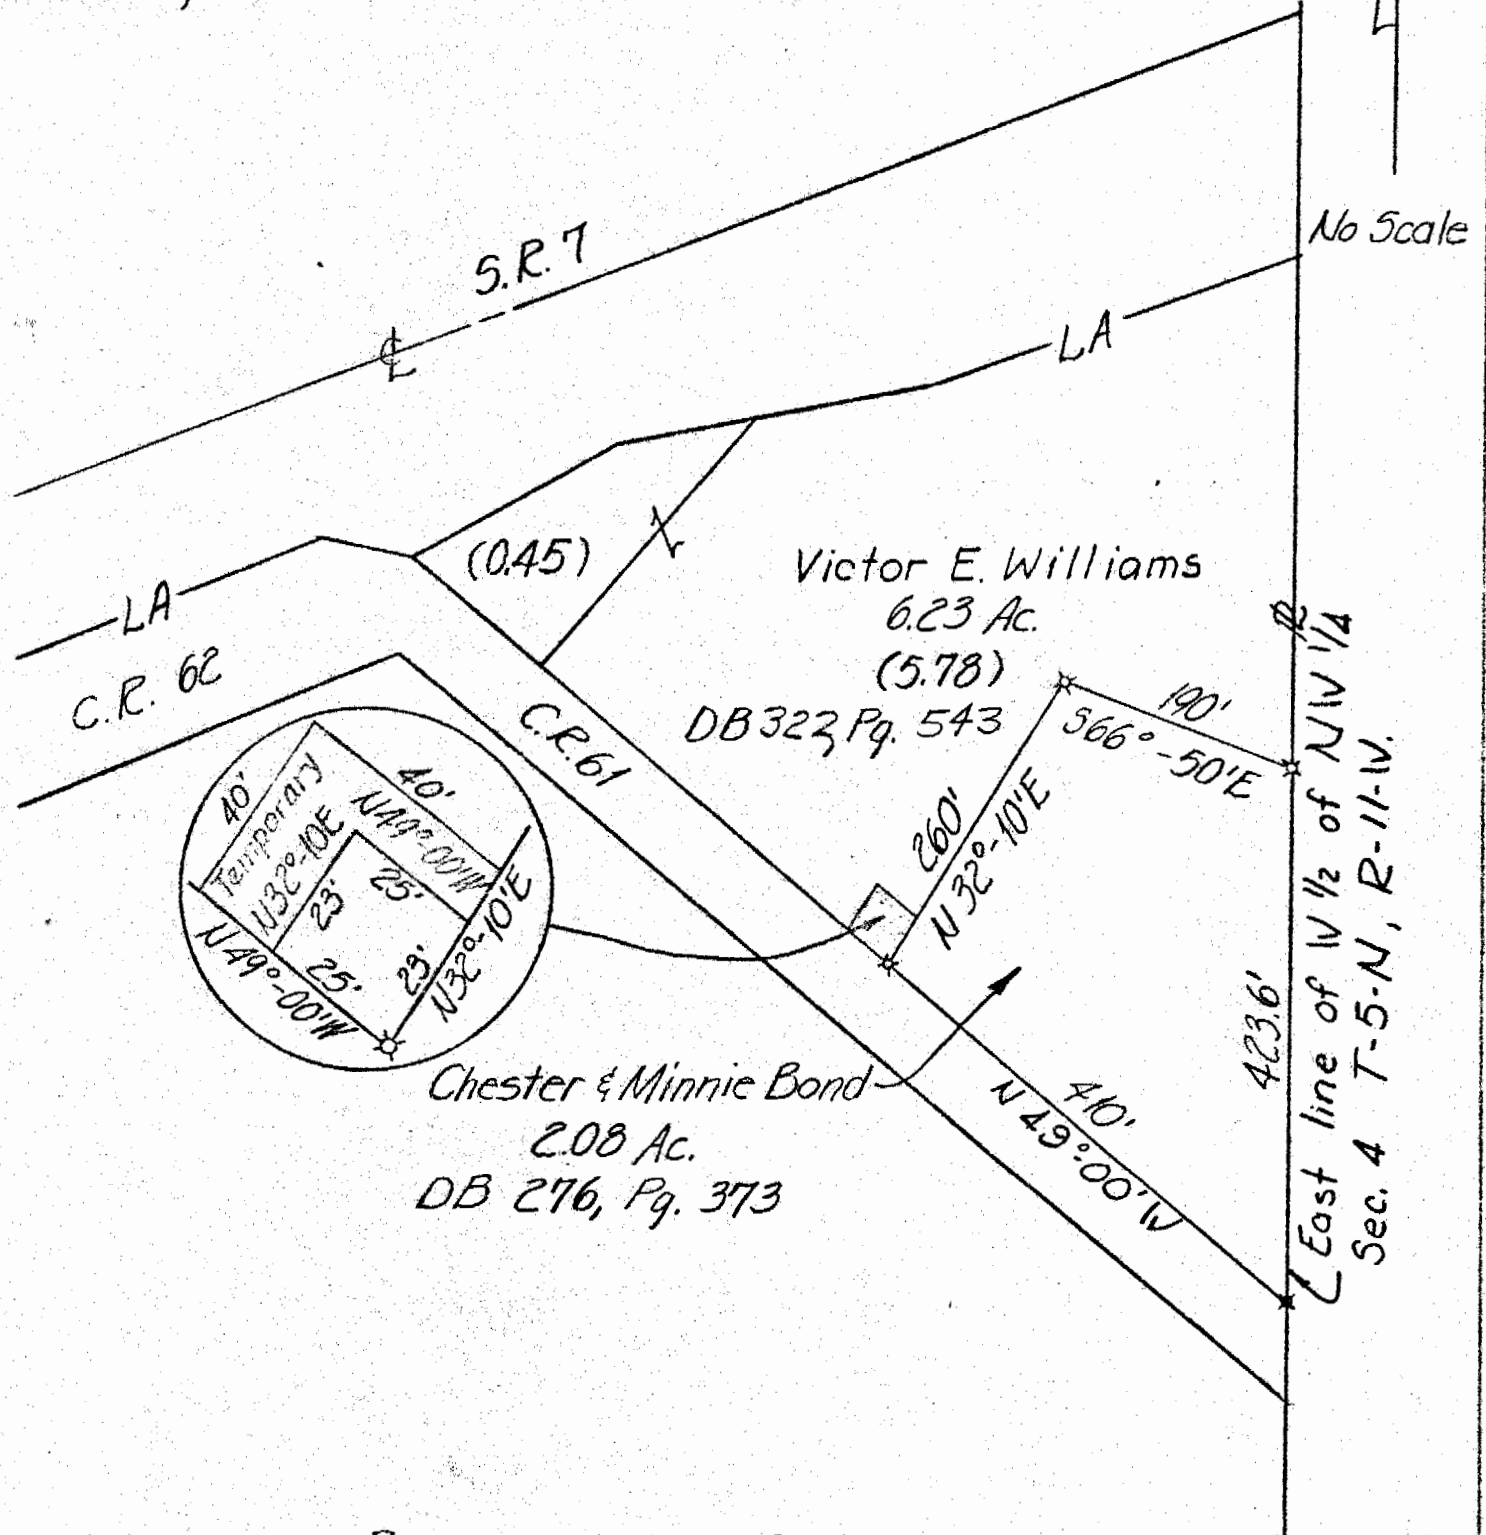 No Scale
S.R. 7
℄
LA
(0.45)
Victor E. Williams
6.23 Ac.
(5.78)
DB 322, Pg. 543
LA
C.R. 62
C.R. 61
190'
S66°-50'E
260'
N 32°-10'E
40'
Temporary
N32°-10E
23'
40'
N49°-00'W
25'
25'
N49°-00'W
23'
N32°-10'E
Chester & Minnie Bond
2.08 Ac.
DB 276, Pg. 373
410'
N 49°-00'W
423.6'
East line of W 1/2 of NW 1/4
Sec. 4 T-5-N, R-11-W.